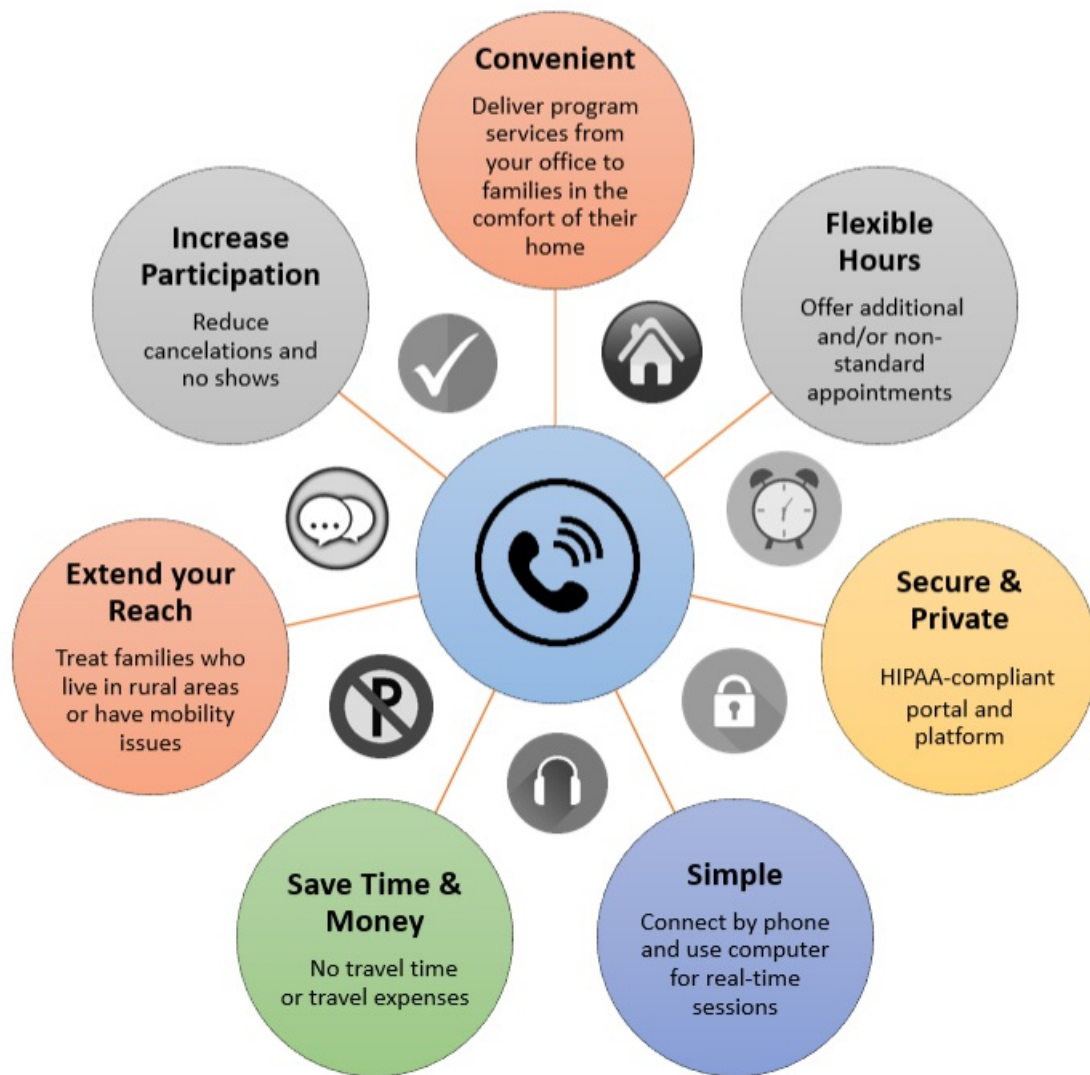 Convenient
Deliver program
services from
your office to
families in the
comfort of their
home
Flexible
Hours
Offer additional
and/or non-
standard
appointments
Secure &
Private
HIPAA-compliant
portal and
platform
Simple
Connect by phone
and use computer
for real-time
sessions
Save Time &
Money
No travel time
or travel expenses
Extend your
Reach
Treat families who
live in rural areas
or have mobility
issues
Increase
Participation
Reduce
cancelations and
no shows
P